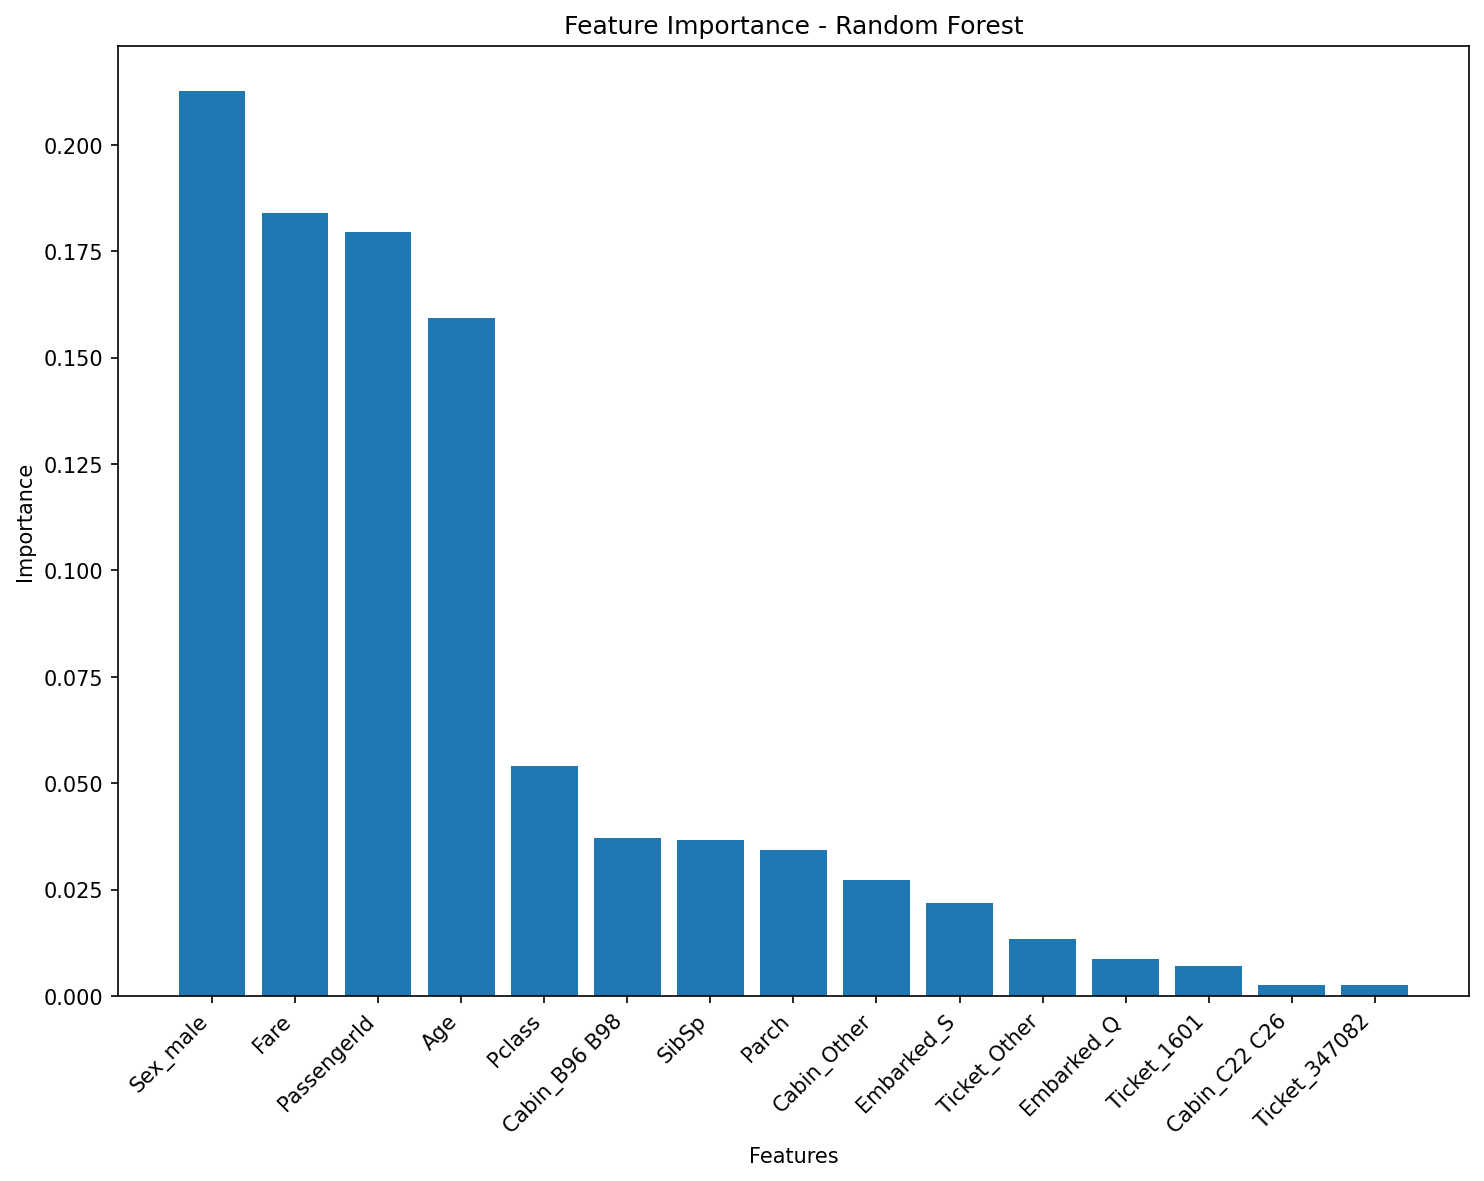 Feature Importance - Random Forest
Importance
0.200
0.175
0.150
0.125
0.100
0.075
0.050
0.025
0.000
Sex_male
Fare
PassengerId
Age
Pclass
Cabin_B96 B98
SibSp
Parch
Cabin_Other
Embarked_S
Ticket_Other
Embarked_Q
Ticket_1601
Cabin_C22 C26
Ticket_347082
Features